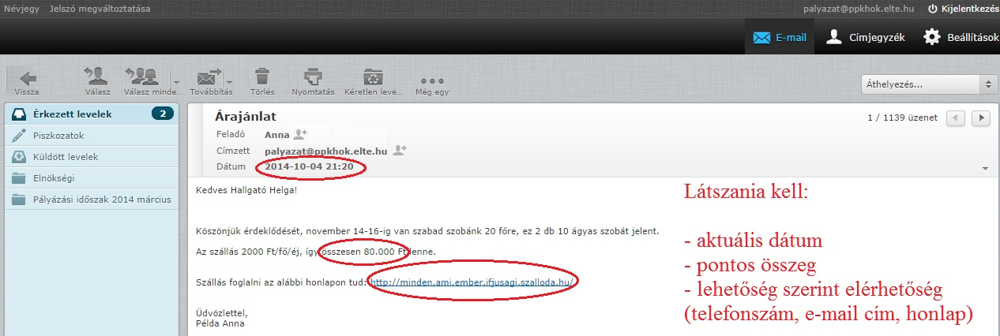 Névjegy Jelszó megváltoztatása palyazat@ppkhok.elte.hu Kijelentkezés
E-mail Címjegyzék Beállítások
Vissza Válasz Válasz minde... Továbbítás Törlés Nyomtatás Kéretlen leve... Még egy Áthelyezés...
Érkezett levelek 2
Piszkozatok
Küldött levelek
Elnökségi
Pályázási időszak 2014 március
Árajánlat 1 / 1139 üzenet
Feladó Anna
Címzett palyazat@ppkhok.elte.hu
Dátum 2014-10-04 21:20
Kedves Hallgató Helga!
Köszönjük érdeklődését, november 14-16-ig van szabad szobánk 20 főre, ez 2 db 10 ágyas szobát jelent.
Az szállás 2000 Ft/fő/éj, így összesen 80.000 Ft lenne.
Szállás foglalni az alábbi honlapon tud: http://minden.ami.ember.ifjusagi.szalloda.hu/
Üdvözlettel,
Példa Anna
Látszania kell:
- aktuális dátum
- pontos összeg
- lehetőség szerint elérhetőség
(telefonszám, e-mail cím, honlap)